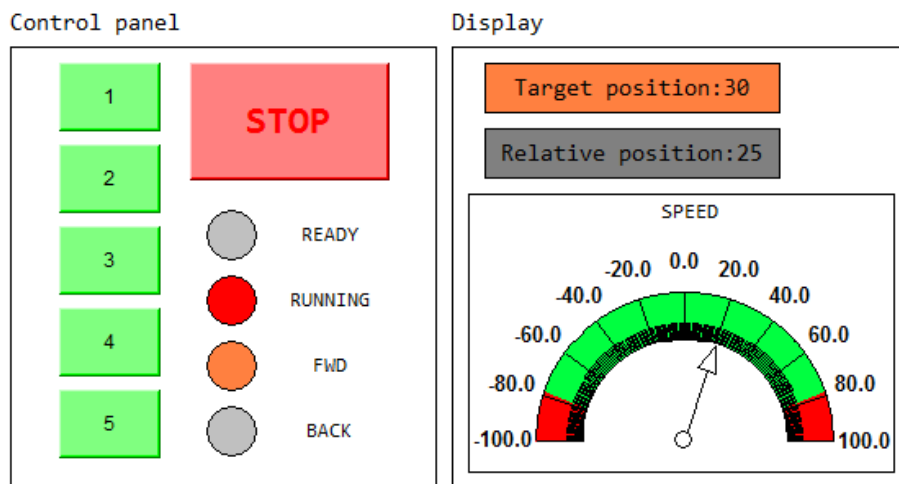 Control panel
1
2
3
4
5
STOP
READY
RUNNING
FWD
BACK
Display
Target position:30
Relative position:25
SPEED
-100.0
-80.0
-60.0
-40.0
-20.0
0.0
20.0
40.0
60.0
80.0
100.0